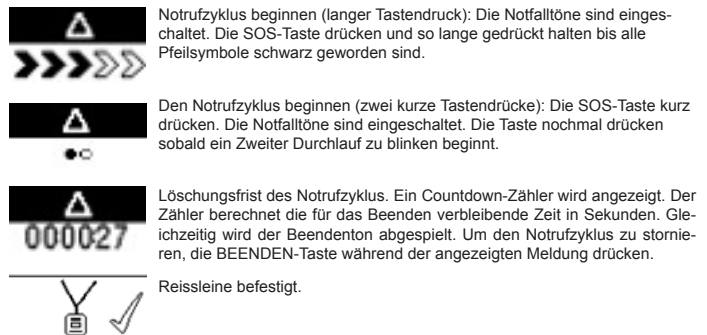 Notrufzyklus beginnen (langer Tastendruck): Die Notfalltöne sind einges-
chaltet. Die SOS-Taste drücken und so lange gedrückt halten bis alle
Pfeilsymbole schwarz geworden sind.
Den Notrufzyklus beginnen (zwei kurze Tastendrücke): Die SOS-Taste kurz
drücken. Die Notfalltöne sind eingeschaltet. Die Taste nochmal drücken
sobald ein Zweiter Durchlauf zu blinken beginnt.
000027
Löschungsfrist des Notrufzyklus. Ein Countdown-Zähler wird angezeigt. Der
Zähler berechnet die für das Beenden verbleibende Zeit in Sekunden. Gle-
ichzeitig wird der Beendenton abgespielt. Um den Notrufzyklus zu stornie-
ren, die BEENDEN-Taste während der angezeigten Meldung drücken.
Reissleine befestigt.